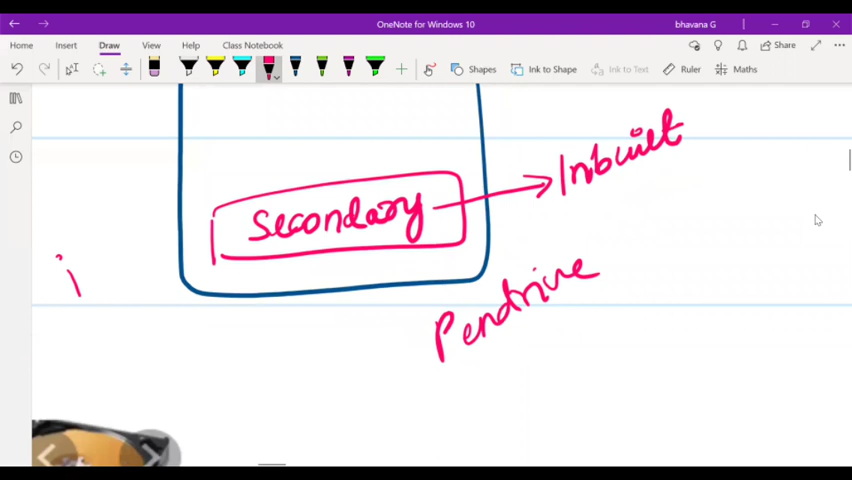 OneNote for Windows 10
bhavana G
Home Insert Draw View Help Class Notebook
Share
Shapes Ink to Shape Ink to Text Ruler Maths
Inbuilt
Secondary
i
Pendrive